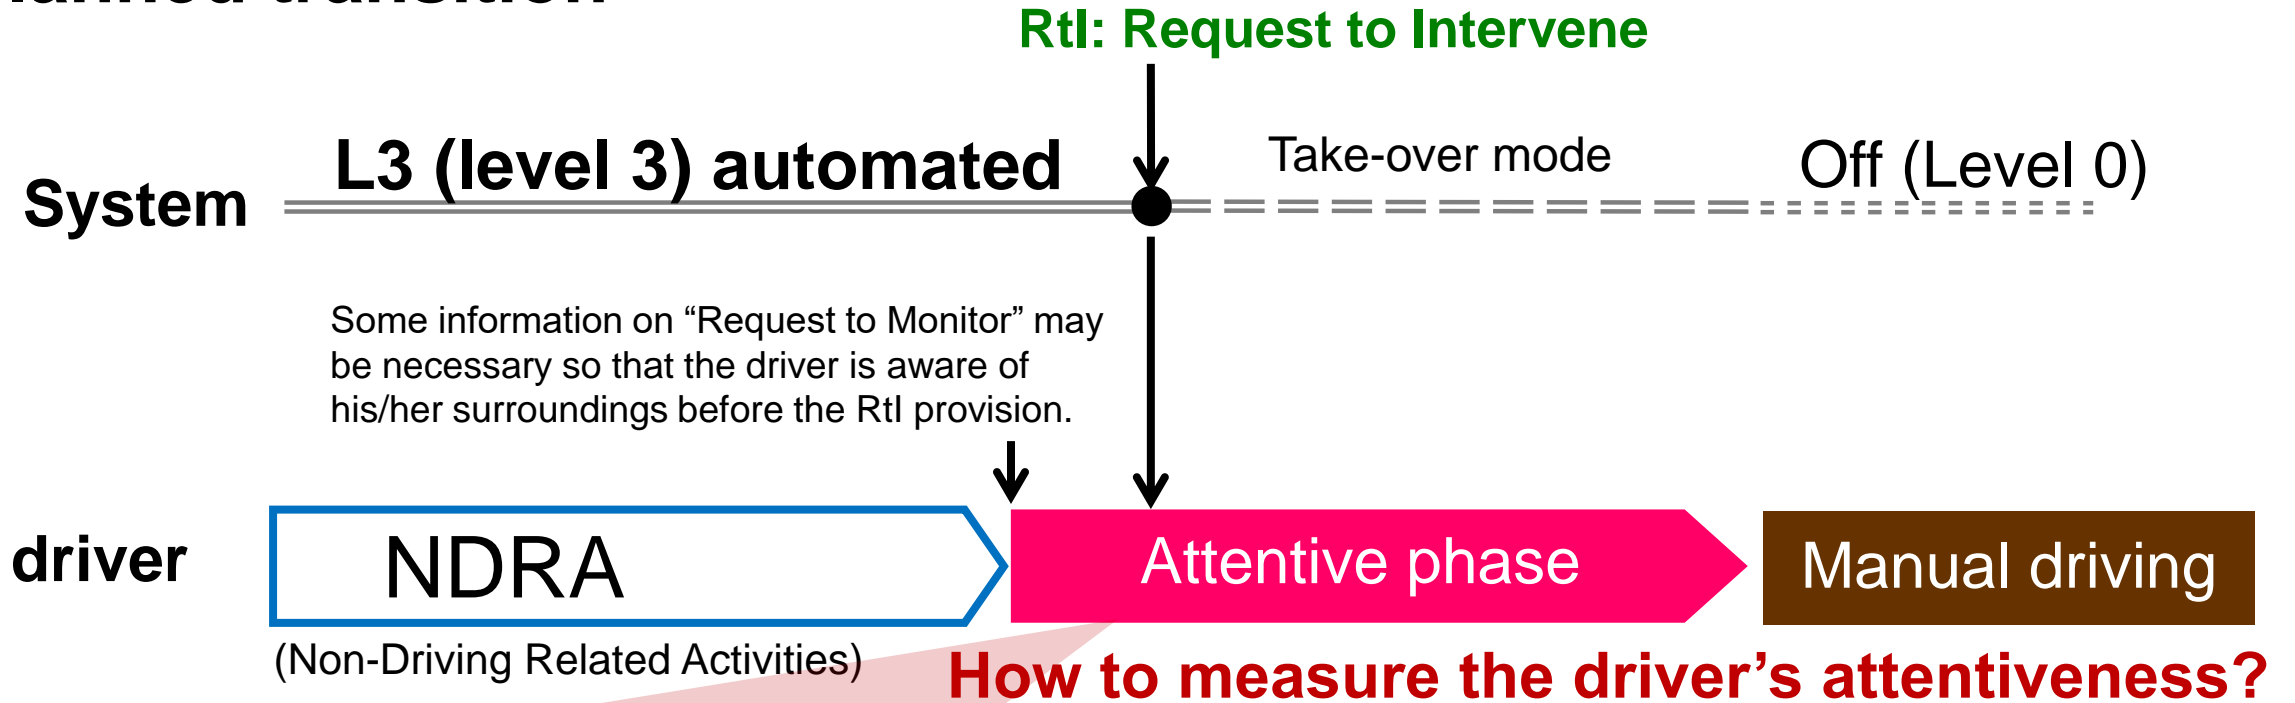 transition
RtI: Request to Intervene
L3 (level 3) automated
Take-over mode
Off (Level 0)
System
Some information on “Request to Monitor” may
be necessary so that the driver is aware of
his/her surroundings before the RtI provision.
driver
NDRA
Attentive phase
Manual driving
(Non-Driving Related Activities)
How to measure the driver’s attentiveness?